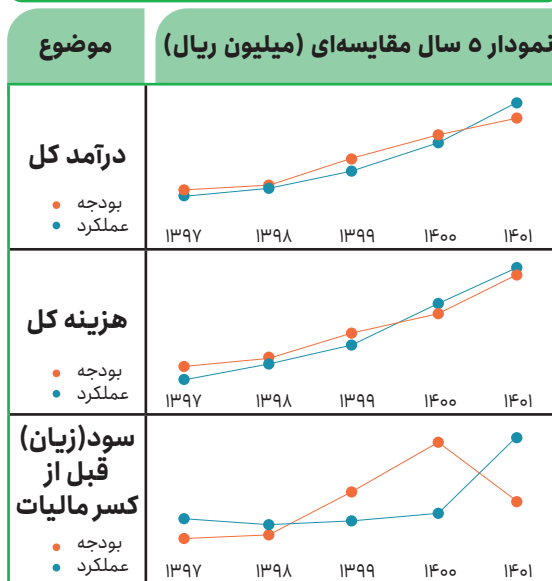 موضوع
نمودار ۵ سال مقایسه‌ای (میلیون ریال)
درآمد کل
بودجه
عملکرد
۱۳۹۷ ۱۳۹۸ ۱۳۹۹ ۱۴۰۰ ۱۴۰۱
هزینه کل
بودجه
عملکرد
۱۳۹۷ ۱۳۹۸ ۱۳۹۹ ۱۴۰۰ ۱۴۰۱
سود(زیان)
قبل از
کسر مالیات
بودجه
عملکرد
۱۳۹۷ ۱۳۹۸ ۱۳۹۹ ۱۴۰۰ ۱۴۰۱